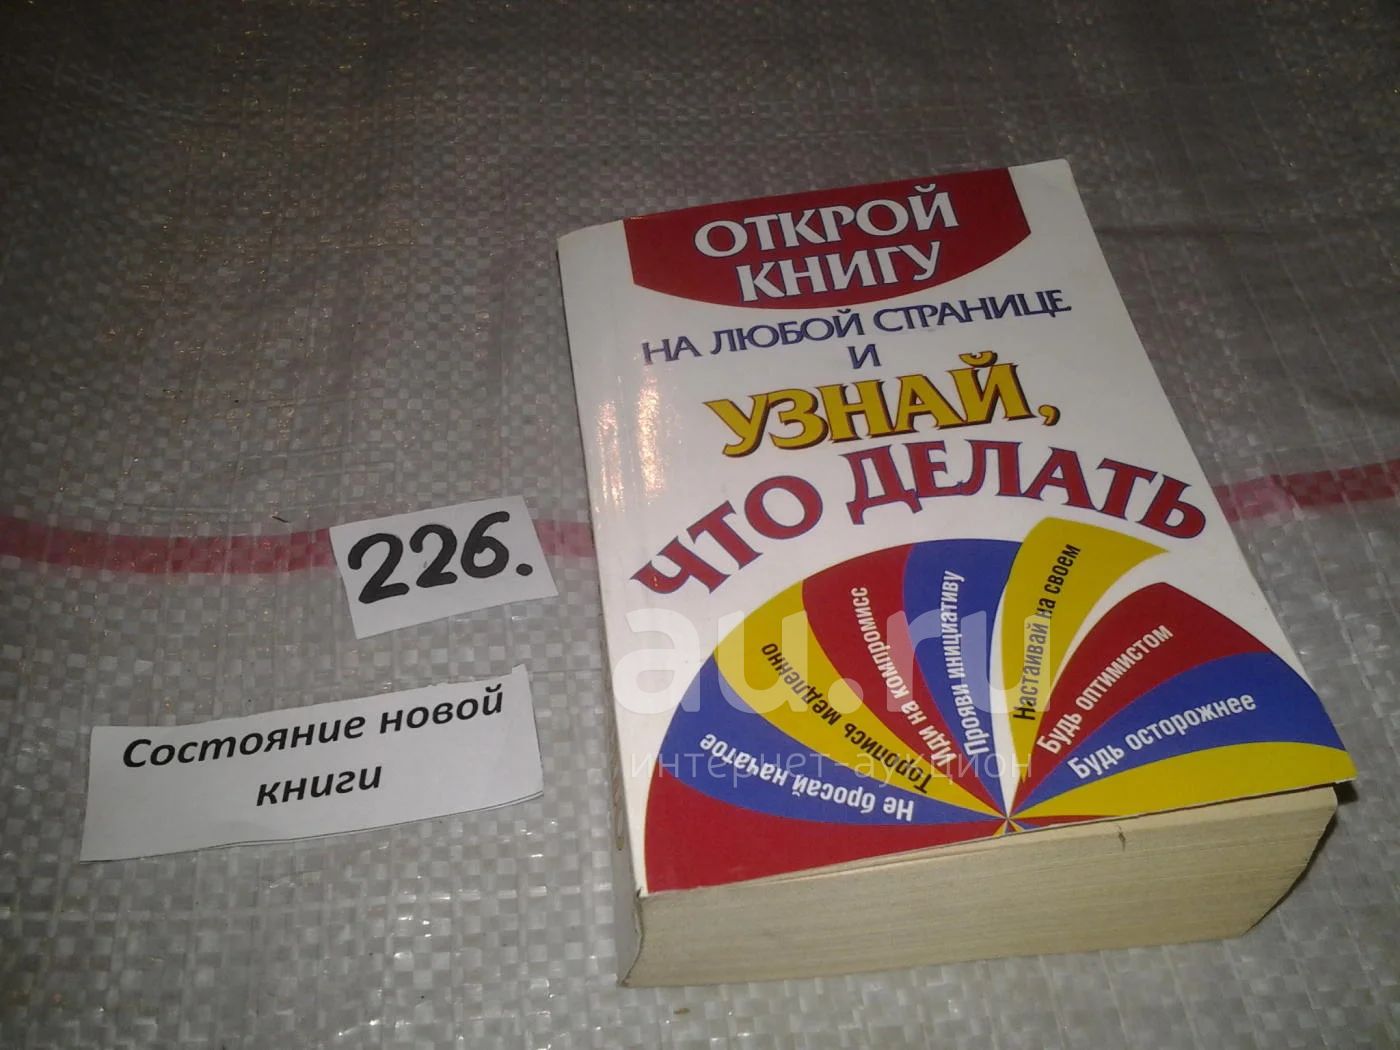 ОТКРОЙ
КНИГУ
НА ЛЮБОЙ СТРАНИЦЕ
И
УЗНАЙ,
ЧТО ДЕЛАТЬ
Не бросай начатое
Торопись медленно
Иди на компромисс
Прояви инициативу
Настаивай на своем
Будь оптимистом
Будь осторожнее
226.
Состояние новой
книги
au.ru
интернет-аукцион